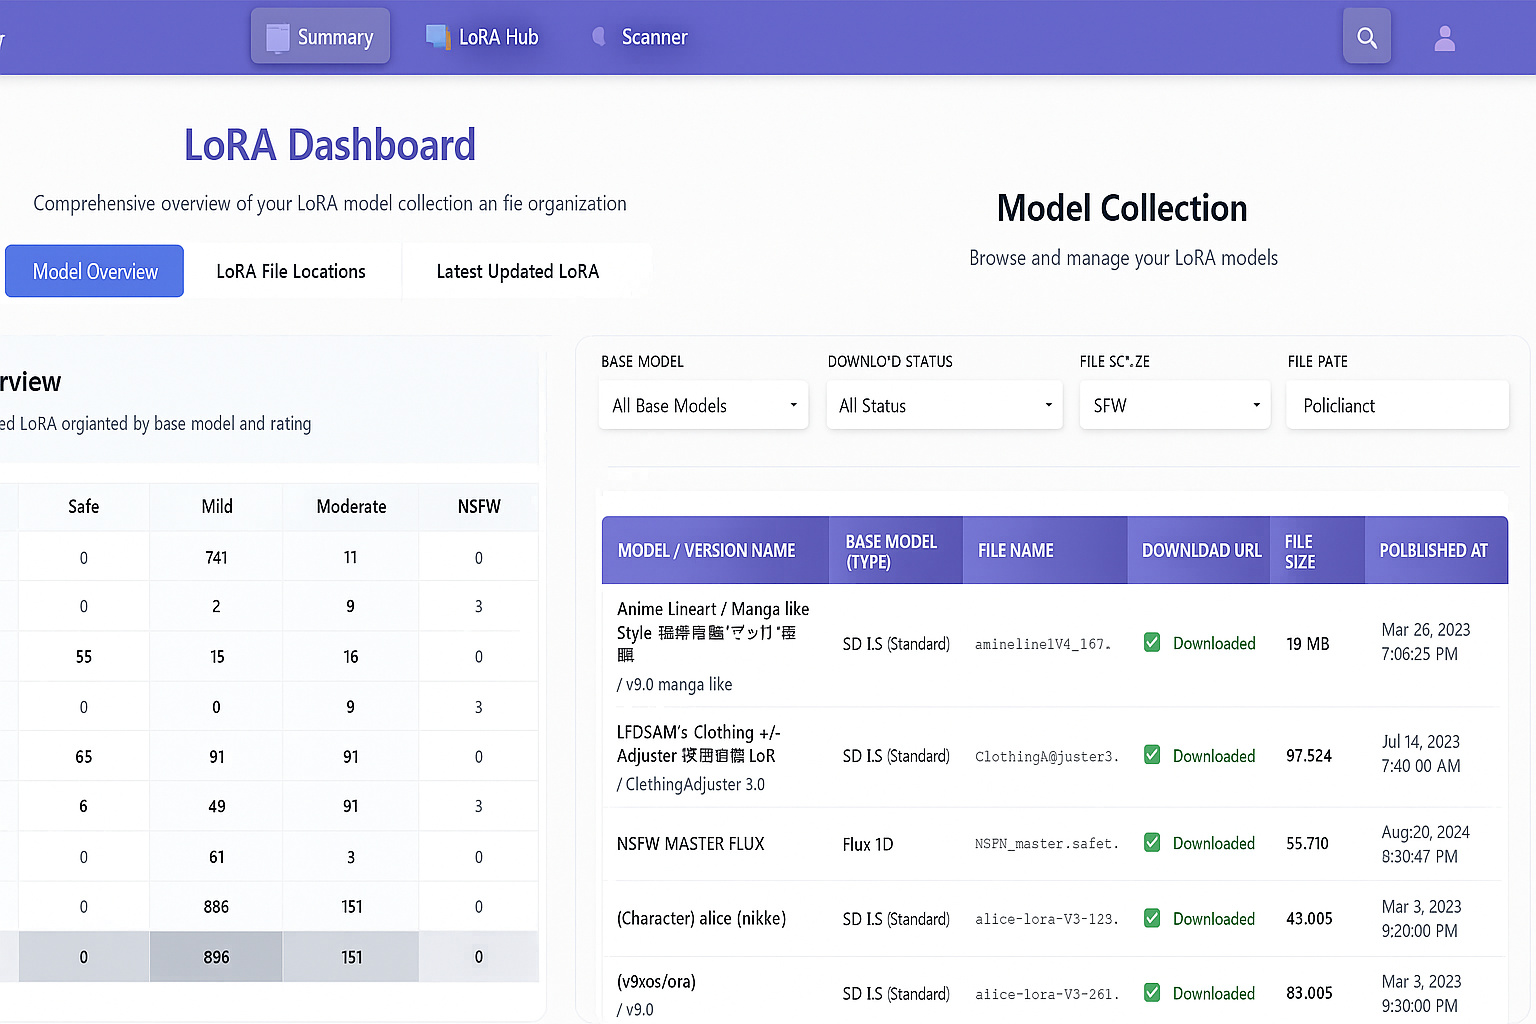 Summary
LoRA Hub
Scanner
LoRA Dashboard
Comprehensive overview of your LoRA model collection an fie organization
Model Overview
LoRA File Locations
Latest Updated LoRA
rview
ed LoRA orgianted by base model and rating
Safe Mild Moderate NSFW
0 741 11 0
0 2 9 3
55 15 16 0
0 0 9 3
65 91 91 0
6 49 91 3
0 61 3 0
0 886 151 0
0 896 151 0
Model Collection
Browse and manage your LoRA models
BASE MODEL
All Base Models
DOWNLO'D STATUS
All Status
FILE
SFW
FILE PATE
Policlianct
MODEL / VERSION NAME
BASE MODEL
(TYPE)
FILE NAME
DOWNLDAD URL
FILE
SIZE
POLBLISHED AT
Anime Lineart / Manga like
Style
/ v9.0 manga like
SD I.S (Standard)
aminelinelV4_167.
Downloaded
19 MB
Mar 26, 2023
7:06:25 PM
LFDSAM's Clothing +/-
Adjuster LoR
/ ClethingAdjuster 3.0
SD I.S (Standard)
ClothingA@juster3.
Downloaded
97.524
Jul 14, 2023
7:40 00 AM
NSFW MASTER FLUX
Flux 1D
NSPN_master.safet.
Downloaded
55.710
Aug:20, 2024
8:30:47 PM
(Character) alice (nikke)
SD I.S (Standard)
alice-lora-V3-123.
Downloaded
43.005
Mar 3, 2023
9:20:00 PM
(v9xos/ora)
/ v9.0
SD I.S (Standard)
aiice-lora-V3-261.
Downloaded
83.005
Mar 3, 2023
9:30:00 PM